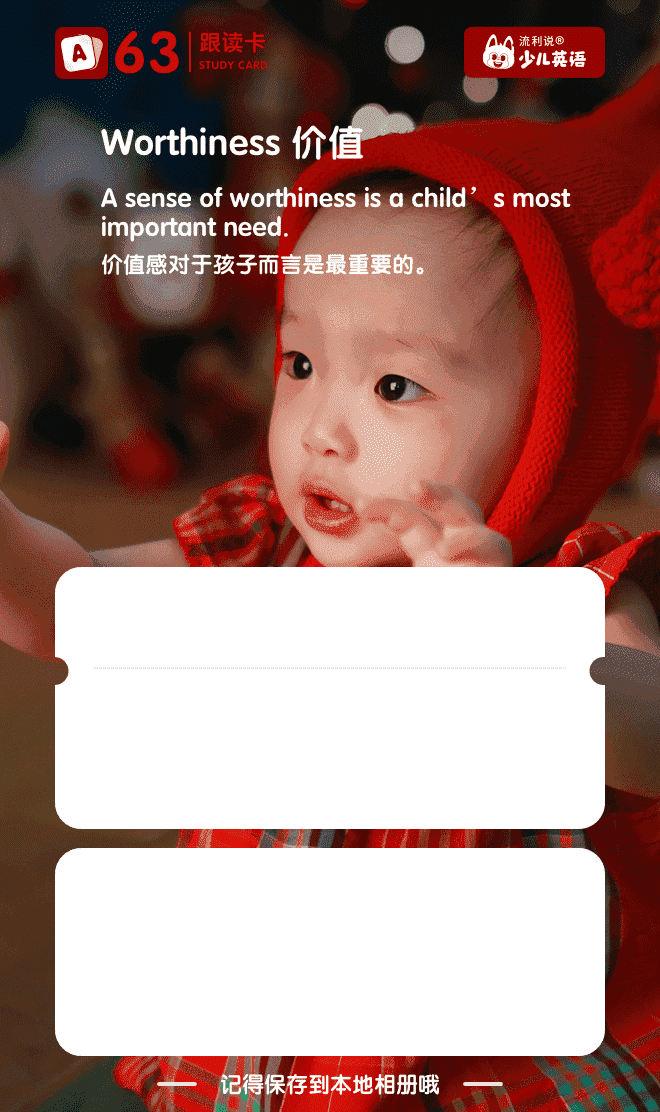 A 63 跟读卡
STUDY CARD
流利说®
少儿英语
Worthiness 价值
A sense of worthiness is a child’s most
important need.
价值感对于孩子而言是最重要的。
记得保存到本地相册哦